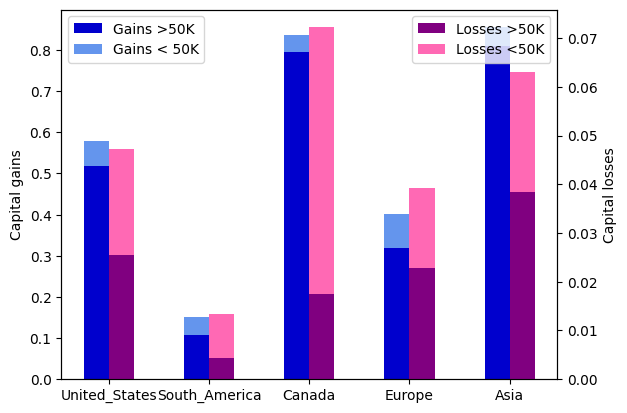 Gains >50K
Gains < 50K
Losses >50K
Losses <50K
Capital gains
0.8
0.7
0.6
0.5
0.4
0.3
0.2
0.1
0.0
Capital losses
0.07
0.06
0.05
0.04
0.03
0.02
0.01
0.00
United_States
South_America
Canada
Europe
Asia